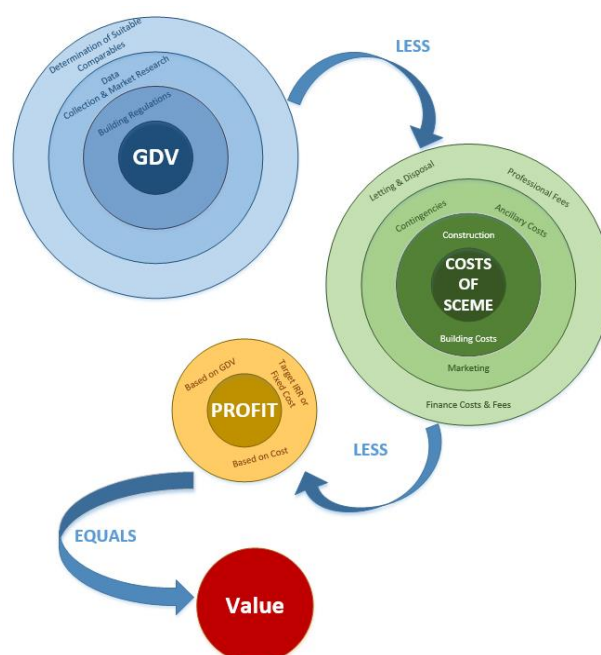 Determination of Suitable
Comparables
Data
Collection & Market Research
Building Regulations
GDV
LESS
Letting & Disposal
Professional Fees
Contingencies
Ancillary Costs
Construction
COSTS
OF
SCEME
Building Costs
Marketing
Finance Costs & Fees
LESS
Based on GDV
Target IRR or
Fixed Cost
PROFIT
Based on Cost
EQUALS
Value